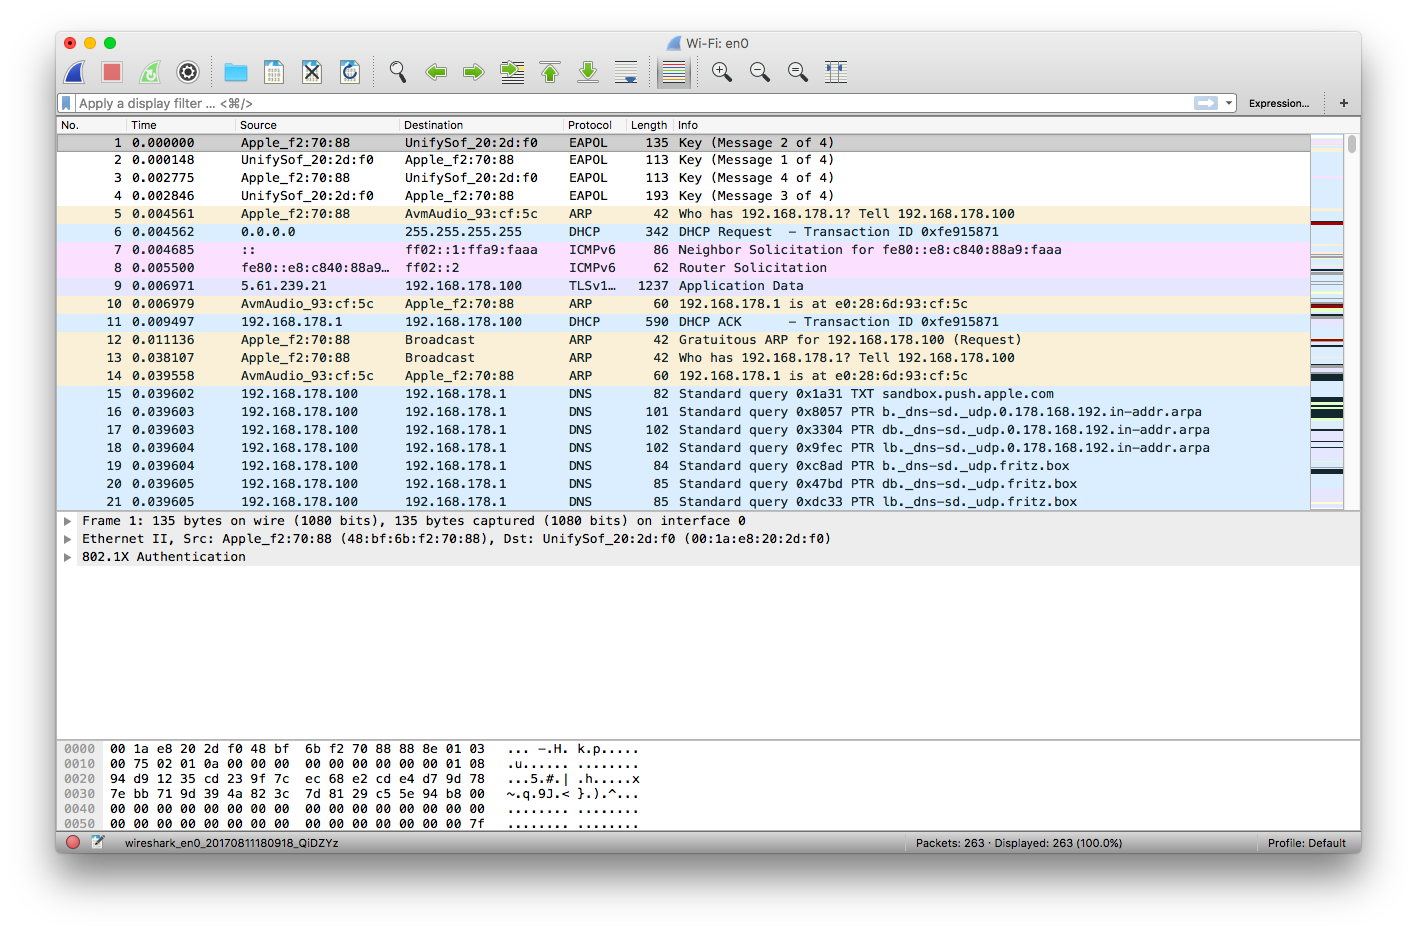 Wi-Fi: en0
Apply a display filter ... <⌘/>
Expression...
+
No. Time Source Destination Protocol Length Info
1 0.000000 Apple_f2:70:88 UnifySof_20:2d:f0 EAPOL 135 Key (Message 2 of 4)
2 0.000148 UnifySof_20:2d:f0 Apple_f2:70:88 EAPOL 113 Key (Message 1 of 4)
3 0.002775 Apple_f2:70:88 UnifySof_20:2d:f0 EAPOL 113 Key (Message 4 of 4)
4 0.002846 UnifySof_20:2d:f0 Apple_f2:70:88 EAPOL 193 Key (Message 3 of 4)
5 0.004561 Apple_f2:70:88 AvmAudio_93:cf:5c ARP 42 Who has 192.168.178.1? Tell 192.168.178.100
6 0.004562 0.0.0.0 255.255.255.255 DHCP 342 DHCP Request – Transaction ID 0xfe915871
7 0.004685 :: ff02::1:ffa9:faaa ICMPv6 86 Neighbor Solicitation for fe80::e8:c840:88a9:faaa
8 0.005500 fe80::e8:c840:88a9… ff02::2 ICMPv6 62 Router Solicitation
9 0.006971 5.61.239.21 192.168.178.100 TLSv1… 1237 Application Data
10 0.006979 AvmAudio_93:cf:5c Apple_f2:70:88 ARP 60 192.168.178.1 is at e0:28:6d:93:cf:5c
11 0.009497 192.168.178.1 192.168.178.100 DHCP 590 DHCP ACK – Transaction ID 0xfe915871
12 0.011136 Apple_f2:70:88 Broadcast ARP 42 Gratuitous ARP for 192.168.178.100 (Request)
13 0.038107 Apple_f2:70:88 Broadcast ARP 42 Who has 192.168.178.1? Tell 192.168.178.100
14 0.039558 AvmAudio_93:cf:5c Apple_f2:70:88 ARP 60 192.168.178.1 is at e0:28:6d:93:cf:5c
15 0.039602 192.168.178.100 192.168.178.1 DNS 82 Standard query 0x1a31 TXT sandbox.push.apple.com
16 0.039603 192.168.178.100 192.168.178.1 DNS 101 Standard query 0x8057 PTR b._dns-sd._udp.0.178.168.192.in-addr.arpa
17 0.039603 192.168.178.100 192.168.178.1 DNS 102 Standard query 0x3304 PTR db._dns-sd._udp.0.178.168.192.in-addr.arpa
18 0.039604 192.168.178.100 192.168.178.1 DNS 102 Standard query 0x9fec PTR lb._dns-sd._udp.0.178.168.192.in-addr.arpa
19 0.039604 192.168.178.100 192.168.178.1 DNS 84 Standard query 0xc8ad PTR b._dns-sd._udp.fritz.box
20 0.039605 192.168.178.100 192.168.178.1 DNS 85 Standard query 0x47bd PTR db._dns-sd._udp.fritz.box
21 0.039605 192.168.178.100 192.168.178.1 DNS 85 Standard query 0xdc33 PTR lb._dns-sd._udp.fritz.box
Frame 1: 135 bytes on wire (1080 bits), 135 bytes captured (1080 bits) on interface 0
Ethernet II, Src: Apple_f2:70:88 (48:bf:6b:f2:70:88), Dst: UnifySof_20:2d:f0 (00:1a:e8:20:2d:f0)
802.1X Authentication
0000 00 1a e8 20 2d f0 48 bf 6b f2 70 88 88 8e 01 03 ... -.H. k.p.....
0010 00 75 02 01 0a 00 00 00 00 00 00 00 00 00 01 08 .u...... ........
0020 94 d9 12 35 cd 23 9f 7c ec 68 e2 cd e4 d7 9d 78 ...5.#.| .h.....x
0030 7e bb 71 9d 39 4a 82 3c 7d 81 29 c5 5e 94 b8 00 ~.q.9J.< }.).^...
0040 00 00 00 00 00 00 00 00 00 00 00 00 00 00 00 00 ........ ........
0050 00 00 00 00 00 00 00 00 00 00 00 00 00 00 00 7f ........ ........
wireshark_en0_20170811180918_QiDZYz
Packets: 263 · Displayed: 263 (100.0%)
Profile: Default